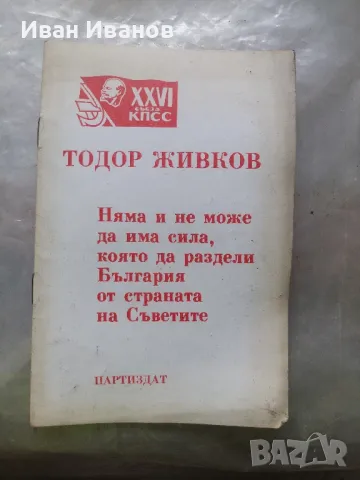 Иван Иванов
XXVI
КПСС
ТОДОР ЖИВКОВ
Няма и не може
да има сила,
която да раздели
България
от страната
на Съветите
ПАРТИЗДАТ
BAZAR